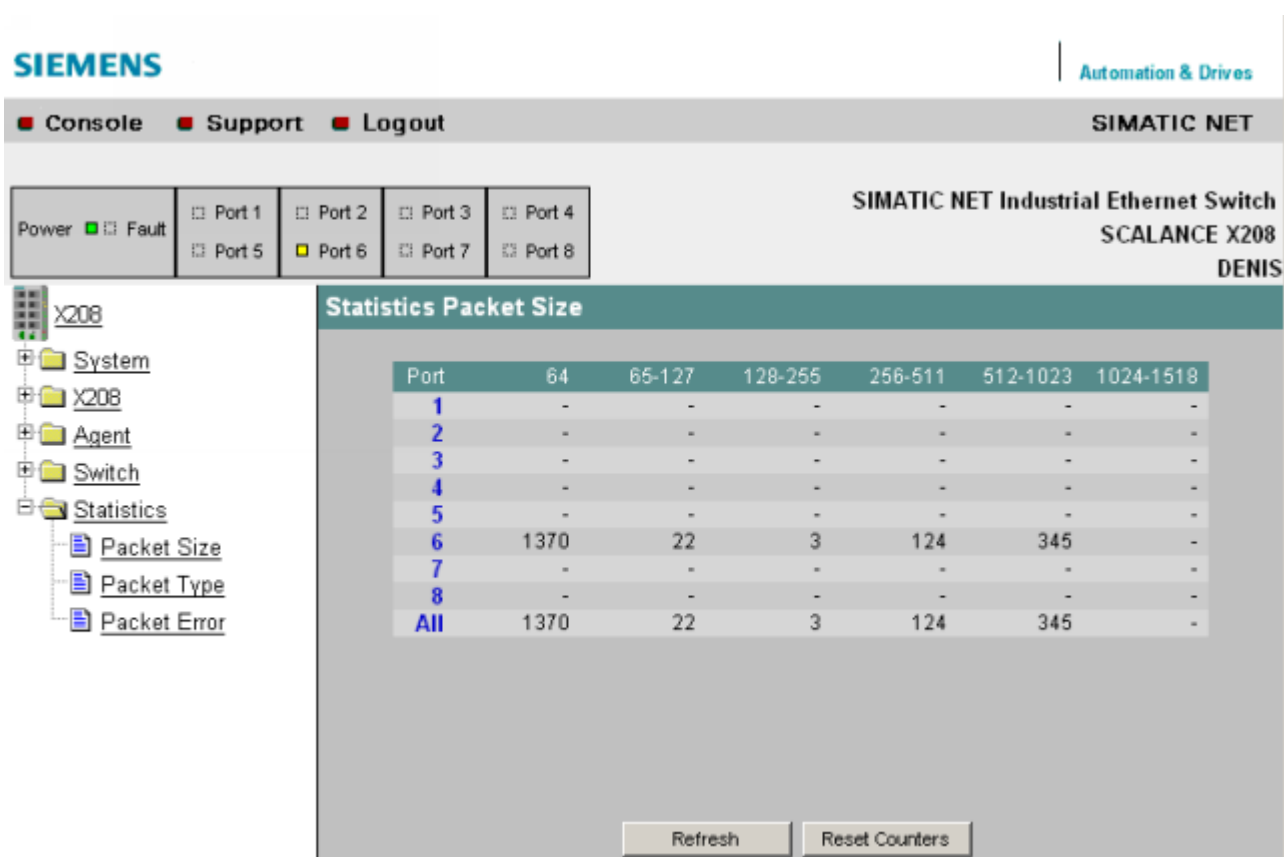 SIEMENS
Automation & Drives
Console Support Logout SIMATIC NET
Power Fault Port 1 Port 2 Port 3 Port 4
Port 5 Port 6 Port 7 Port 8
SIMATIC NET Industrial Ethernet Switch
SCALANCE X208
DENIS
X208
System
X208
Agent
Switch
Statistics
Packet Size
Packet Type
Packet Error
Statistics Packet Size
Port 64 65-127 128-255 256-511 512-1023 1024-1518
1 - - - - - -
2 - - - - - -
3 - - - - - -
4 - - - - - -
5 - - - - - -
6 1370 22 3 124 345 -
7 - - - - - -
8 - - - - - -
All 1370 22 3 124 345 -
Refresh Reset Counters